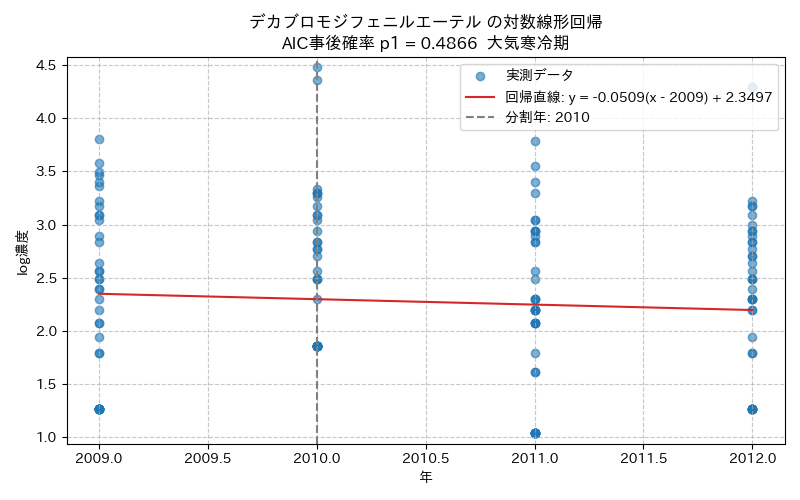 デカブロモジフェニルエーテル の対数線形回帰
AIC事後確率 p1 = 0.4866  大気寒冷期
実測データ
回帰直線: y = -0.0509(x - 2009) + 2.3497
分割年: 2010
log濃度
4.5
4.0
3.5
3.0
2.5
2.0
1.5
1.0
2009.0
2009.5
2010.0
2010.5
2011.0
2011.5
2012.0
年